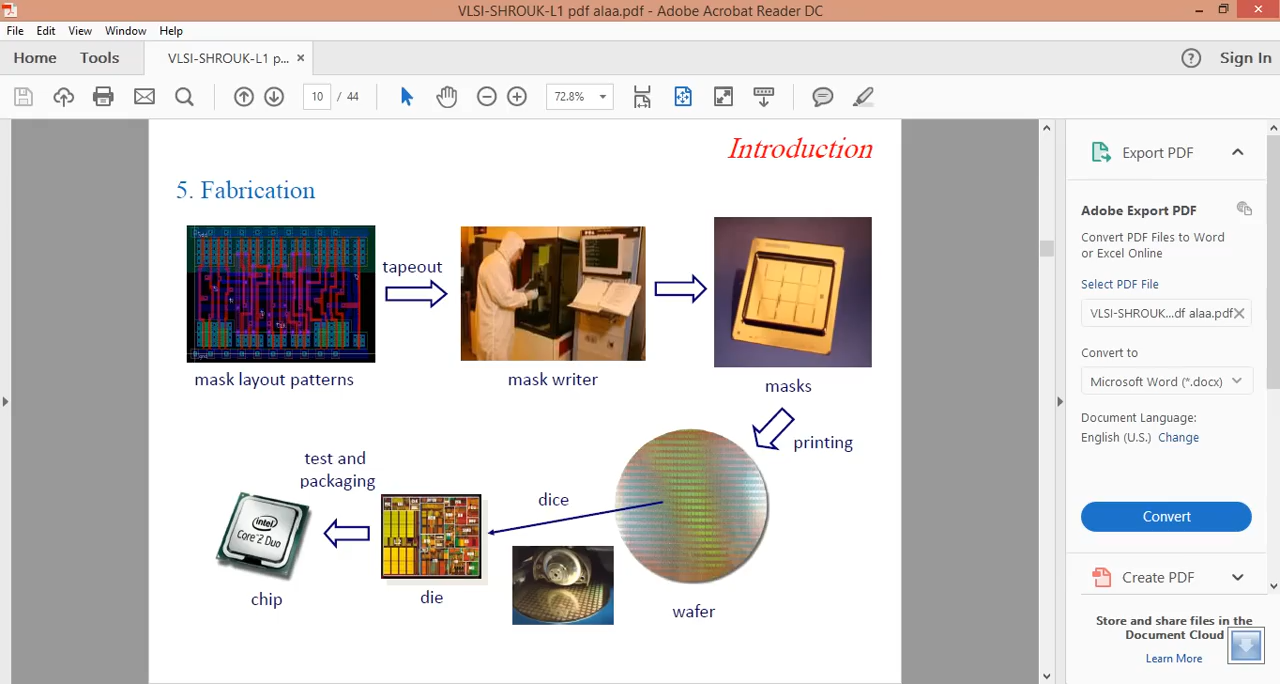 VLSI-SHROUK-L1 pdf alaa.pdf - Adobe Acrobat Reader DC
File Edit View Window Help
Home Tools VLSI-SHROUK-L1 p... × ? Sign In
10 / 44 72.8%
Introduction
5. Fabrication
tapeout
mask layout patterns
mask writer
masks
printing
test and
packaging
dice
intel
Core 2 Duo
chip
die
wafer
Export PDF
Adobe Export PDF
Convert PDF Files to Word
or Excel Online
Select PDF File
VLSI-SHROUK...df alaa.pdf
Convert to
Microsoft Word (*.docx)
Document Language:
English (U.S.) Change
Convert
Create PDF
Store and share files in the
Document Cloud
Learn More